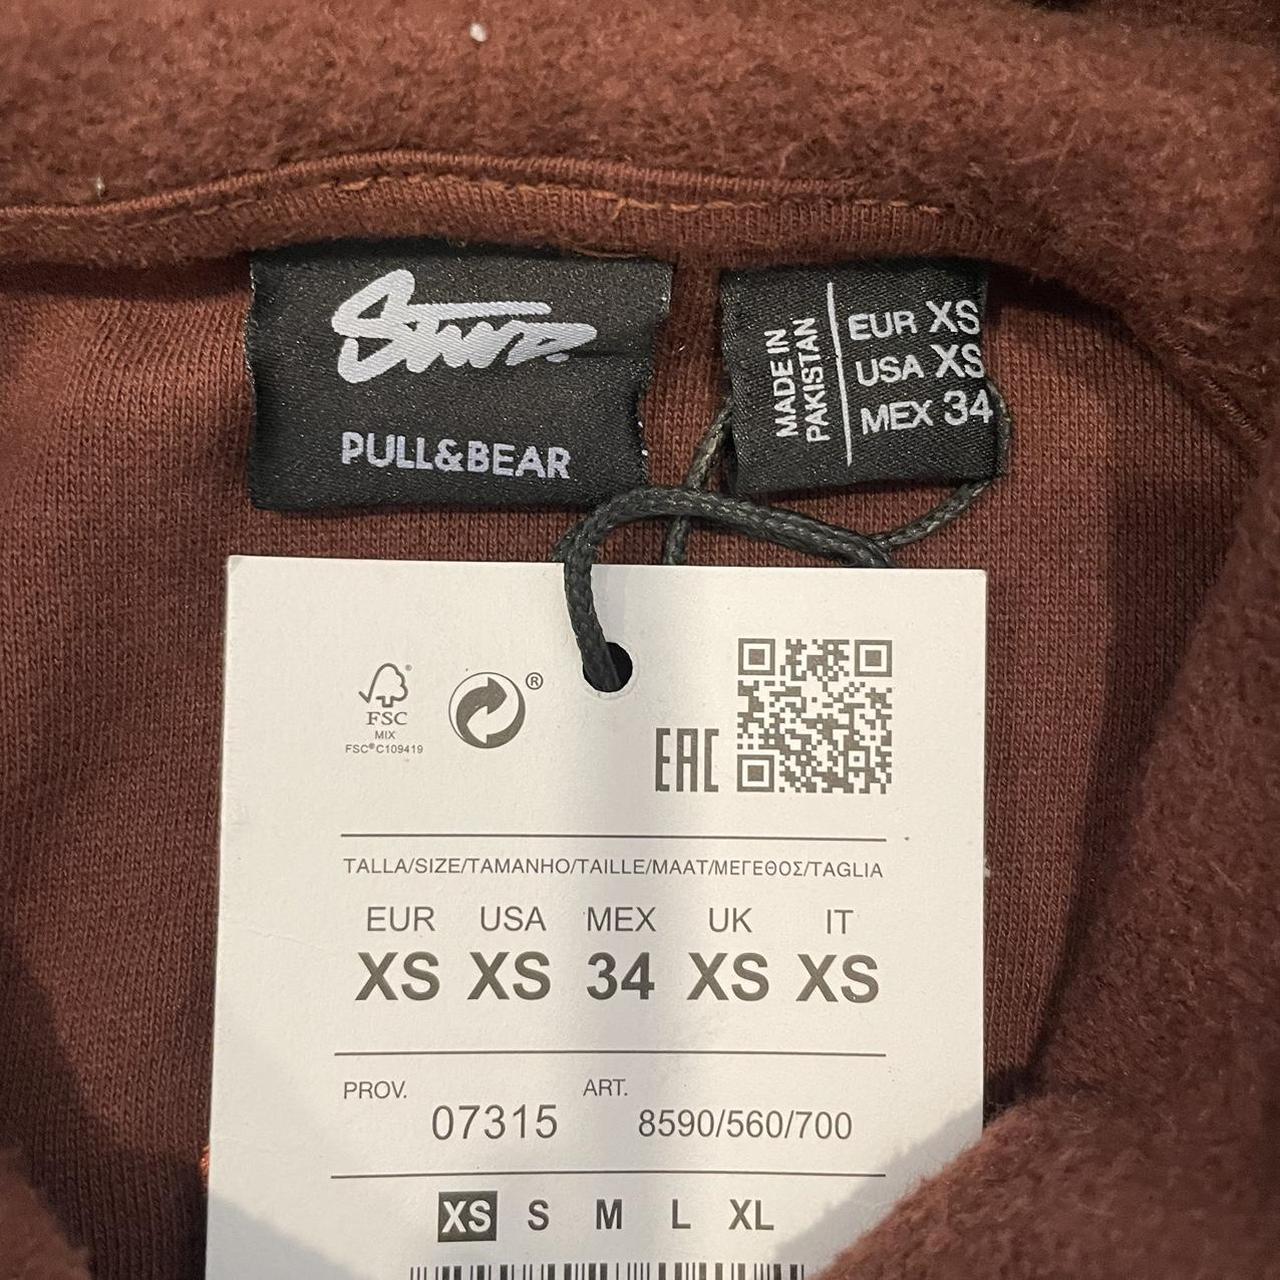 STWD.
PULL&BEAR
MADE IN
PAKISTAN
EUR XS
USA XS
MEX 34
FSC®
MIX
FSC®C109419
®
EAC
TALLA/SIZE/TAMANHO/TAILLE/MAAT/ΜΕΓΕΘΟΣ/TAGLIA
EUR USA MEX UK IT
XS XS 34 XS XS
PROV. ART.
07315 8590/560/700
XS S M L XL